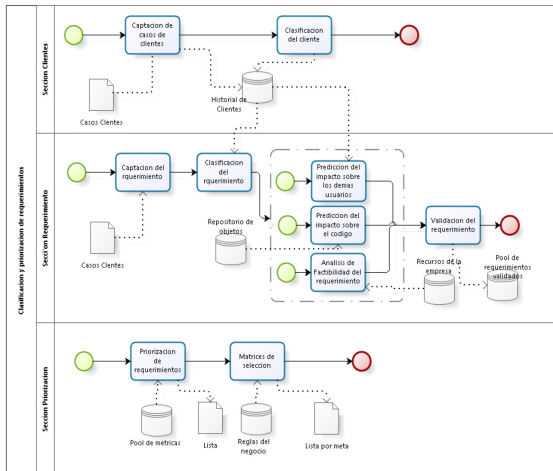 Clasificacion y priorizacion de requerimientos
Seccion Clientes
Captacion de
casos de
clientes
Clasificacion
del cliente
Casos Clentes
Historial de
Clientes
Seccion Requerimiento
Captacion del
rquerimiento
Clasificacion
del
rquerimiento
Prediccion del
impacto sobre
los demas
usuarios
Prediccion del
impacto sobre
el codigo
Analisis de
Factibilidad del
requerimiento
Validacion del
requerimiento
Casos Clentes
Repositorio de
objetos
Recursos de la
empresa
Pool de
requerimientos
validados
Seccion Priorizacion
Priorizacion
de
requerimientos
Matrices de
seleccion
Pool de metricas
Lista
Reglas del
negocio
Lista por meta